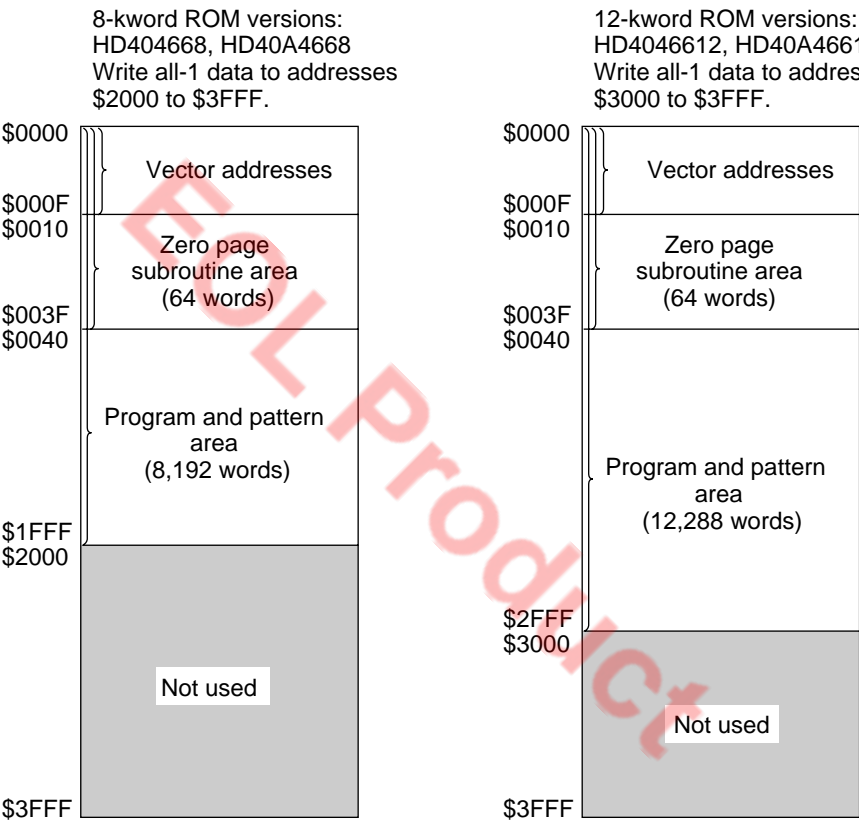 8-kword ROM versions:
HD404668, HD40A4668
Write all-1 data to addresses
$2000 to $3FFF.
$0000
Vector addresses
$000F
$0010
Zero page
subroutine area
(64 words)
$003F
$0040
Program and pattern
area
(8,192 words)
$1FFF
$2000
Not used
$3FFF
12-kword ROM versions:
HD4046612,
Write all-1 data to
$3000 to $3FFF.
$0000
Vector addresses
$000F
$0010
Zero page
subroutine area
(64 words)
$003F
$0040
Program and pattern
area
(12,288 words)
$2FFF
$3000
Not used
$3FFF
EOL Product